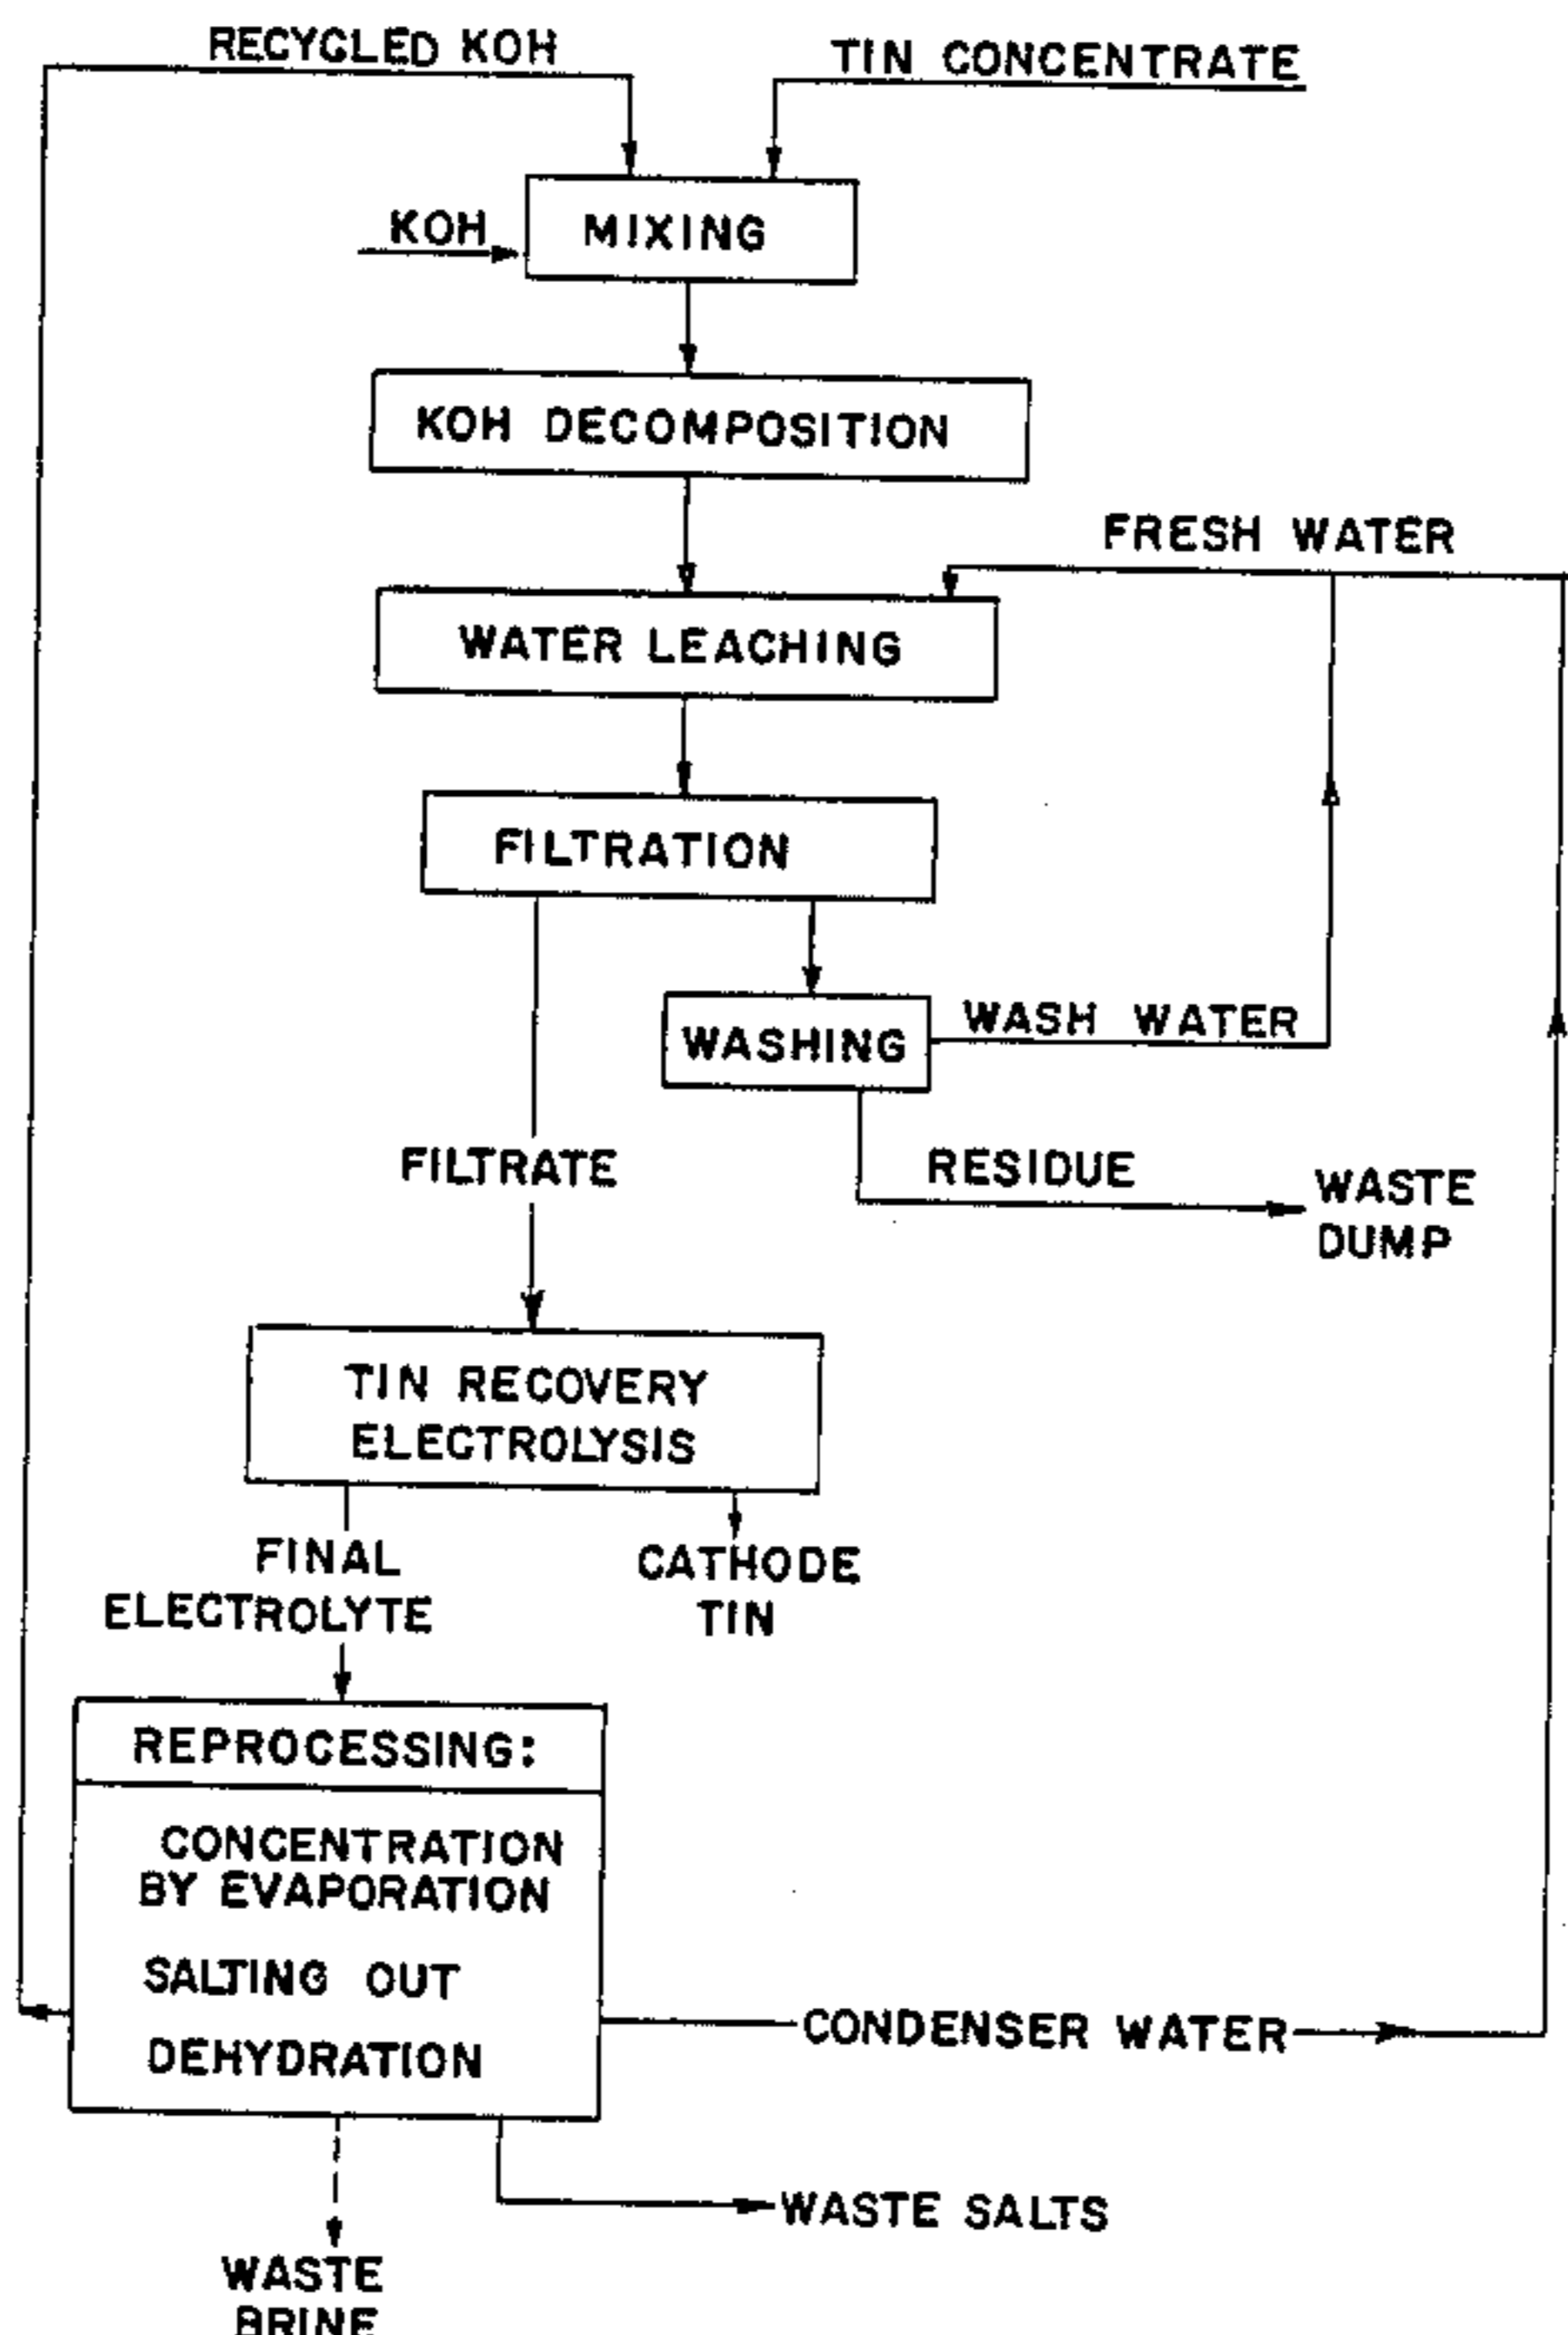 RECYCLED KOH
TIN CONCENTRATE
KOH
MIXING
KOH DECOMPOSITION
FRESH WATER
WATER LEACHING
FILTRATION
WASHING
WASH WATER
FILTRATE
RESIDUE
WASTE
DUMP
TIN RECOVERY
ELECTROLYSIS
FINAL
ELECTROLYTE
CATHODE
TIN
REPROCESSING:
CONCENTRATION
BY EVAPORATION
SALTING OUT
DEHYDRATION
CONDENSER WATER
WASTE SALTS
WASTE
BRINE